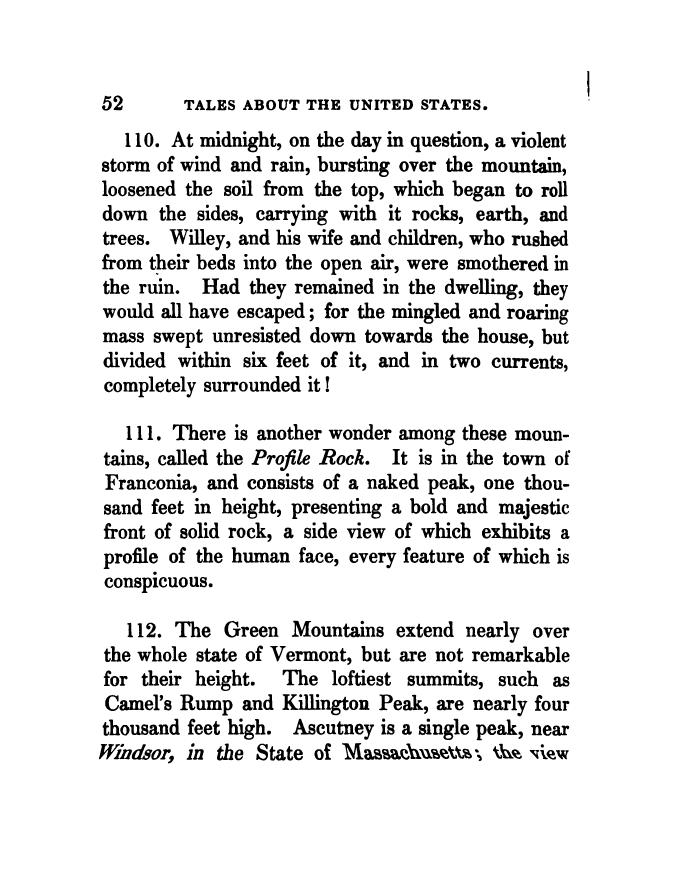 52 TALES ABOUT THE UNITED STATES.
110. At midnight, on the day in question, a violent
storm of wind and rain, bursting over the mountain,
loosened the soil from the top, which began to roll
down the sides, carrying with it rocks, earth, and
trees. Willey, and his wife and children, who rushed
from their beds into the open air, were smothered in
the ruin. Had they remained in the dwelling, they
would all have escaped; for the mingled and roaring
mass swept unresisted down towards the house, but
divided within six feet of it, and in two currents,
completely surrounded it!
111. There is another wonder among these moun-
tains, called the Profile Rock. It is in the town of
Franconia, and consists of a naked peak, one thou-
sand feet in height, presenting a bold and majestic
front of solid rock, a side view of which exhibits a
profile of the human face, every feature of which is
conspicuous.
112. The Green Mountains extend nearly over
the whole state of Vermont, but are not remarkable
for their height. The loftiest summits, such as
Camel's Rump and Killington Peak, are nearly four
thousand feet high. Ascutney is a single peak, near
Windsor, in the State of Massachusetts; the view